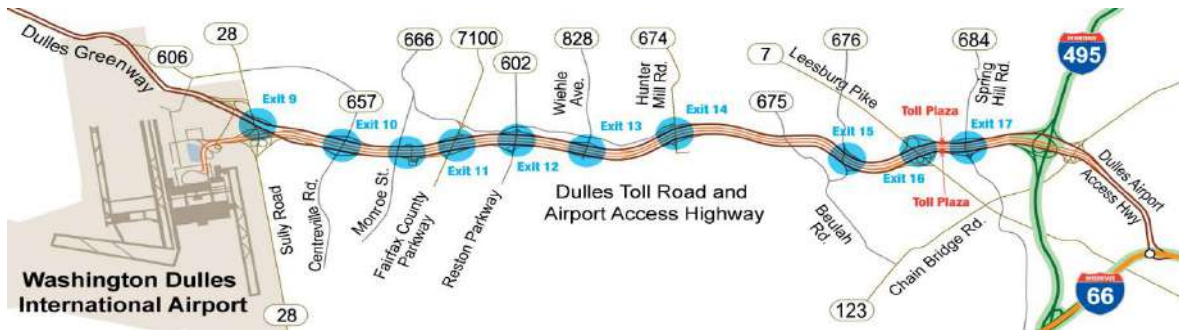 Dulles Greenway
606
28
Exit 9
657
Exit 10
666
7100
602
828
Wiehle
Ave.
674
Hunter
Mill Rd.
Exit 14
7
Leesburg Pike
676
684
Spring
Hill Rd.
495
675
Toll Plaza
Exit 17
Exit 13
Exit 15
Exit 11
Exit 12
Exit 16
Dulles Toll Road and
Airport Access Highway
Toll Plaza
Dulles Airport
Access Hwy
Sully Road
Centreville Rd.
Monroe St.
Fairfax County
Parkway
Reston Parkway
Beulah
Rd.
Chain Bridge Rd.
Washington Dulles
International Airport
28
123
66